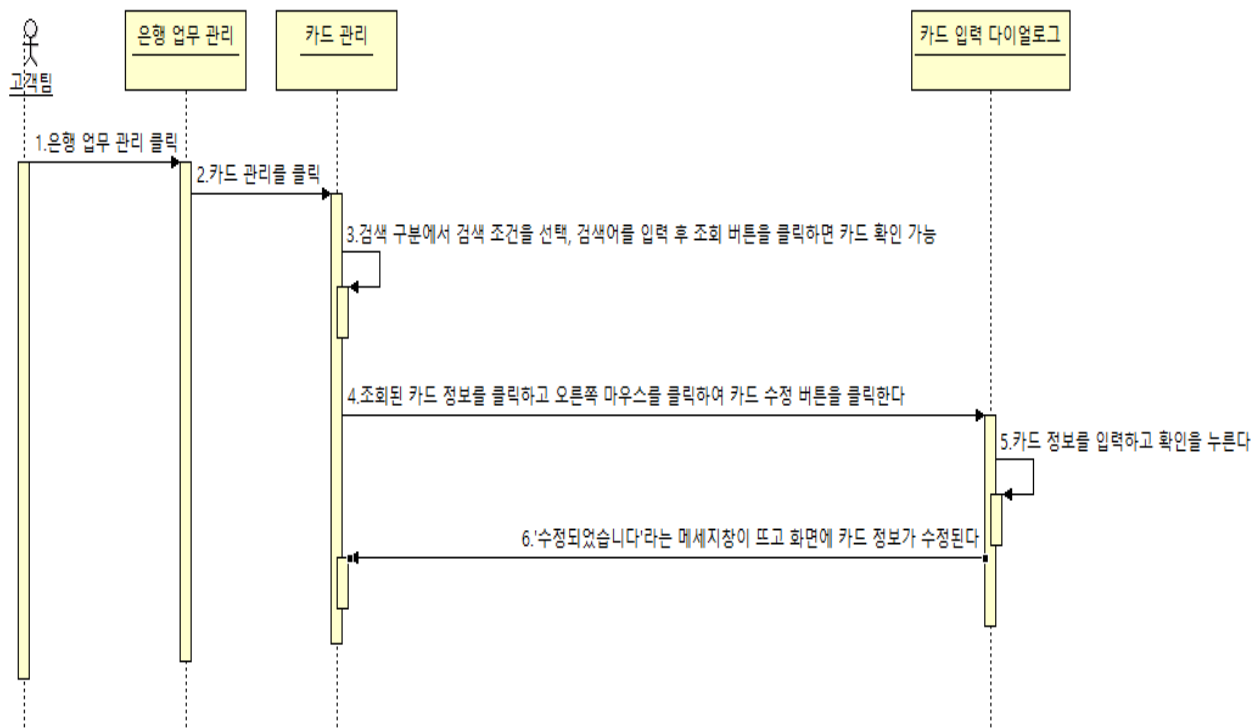 은행 업무 관리
카드 관리
카드 입력 다이얼로그
고객팀
1.은행 업무 관리 클릭
2.카드 관리를 클릭
3.검색 구분에서 검색 조건을 선택, 검색어를 입력 후 조회 버튼을 클릭하면 카드 확인 가능
4.조회된 카드 정보를 클릭하고 오른쪽 마우스를 클릭하여 카드 수정 버튼을 클릭한다
5.카드 정보를 입력하고 확인을 누른다
6.'수정되었습니다'라는 메세지창이 뜨고 화면에 카드 정보가 수정된다